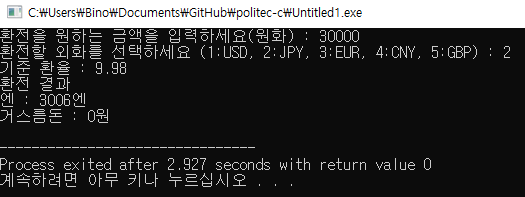 C:₩Users₩Bino₩Documents₩GitHub₩politec-c₩Untitled1.exe
환전을 원하는 금액을 입력하세요(원화) : 30000
환전할 외화를 선택하세요 (1:USD, 2:JPY, 3:EUR, 4:CNY, 5:GBP) : 2
기준 환율 : 9.98
환전 결과
엔 : 3006엔
거스름돈 : 0원
--------------------------------
Process exited after 2.927 seconds with return value 0
계속하려면 아무 키나 누르십시오 . . .